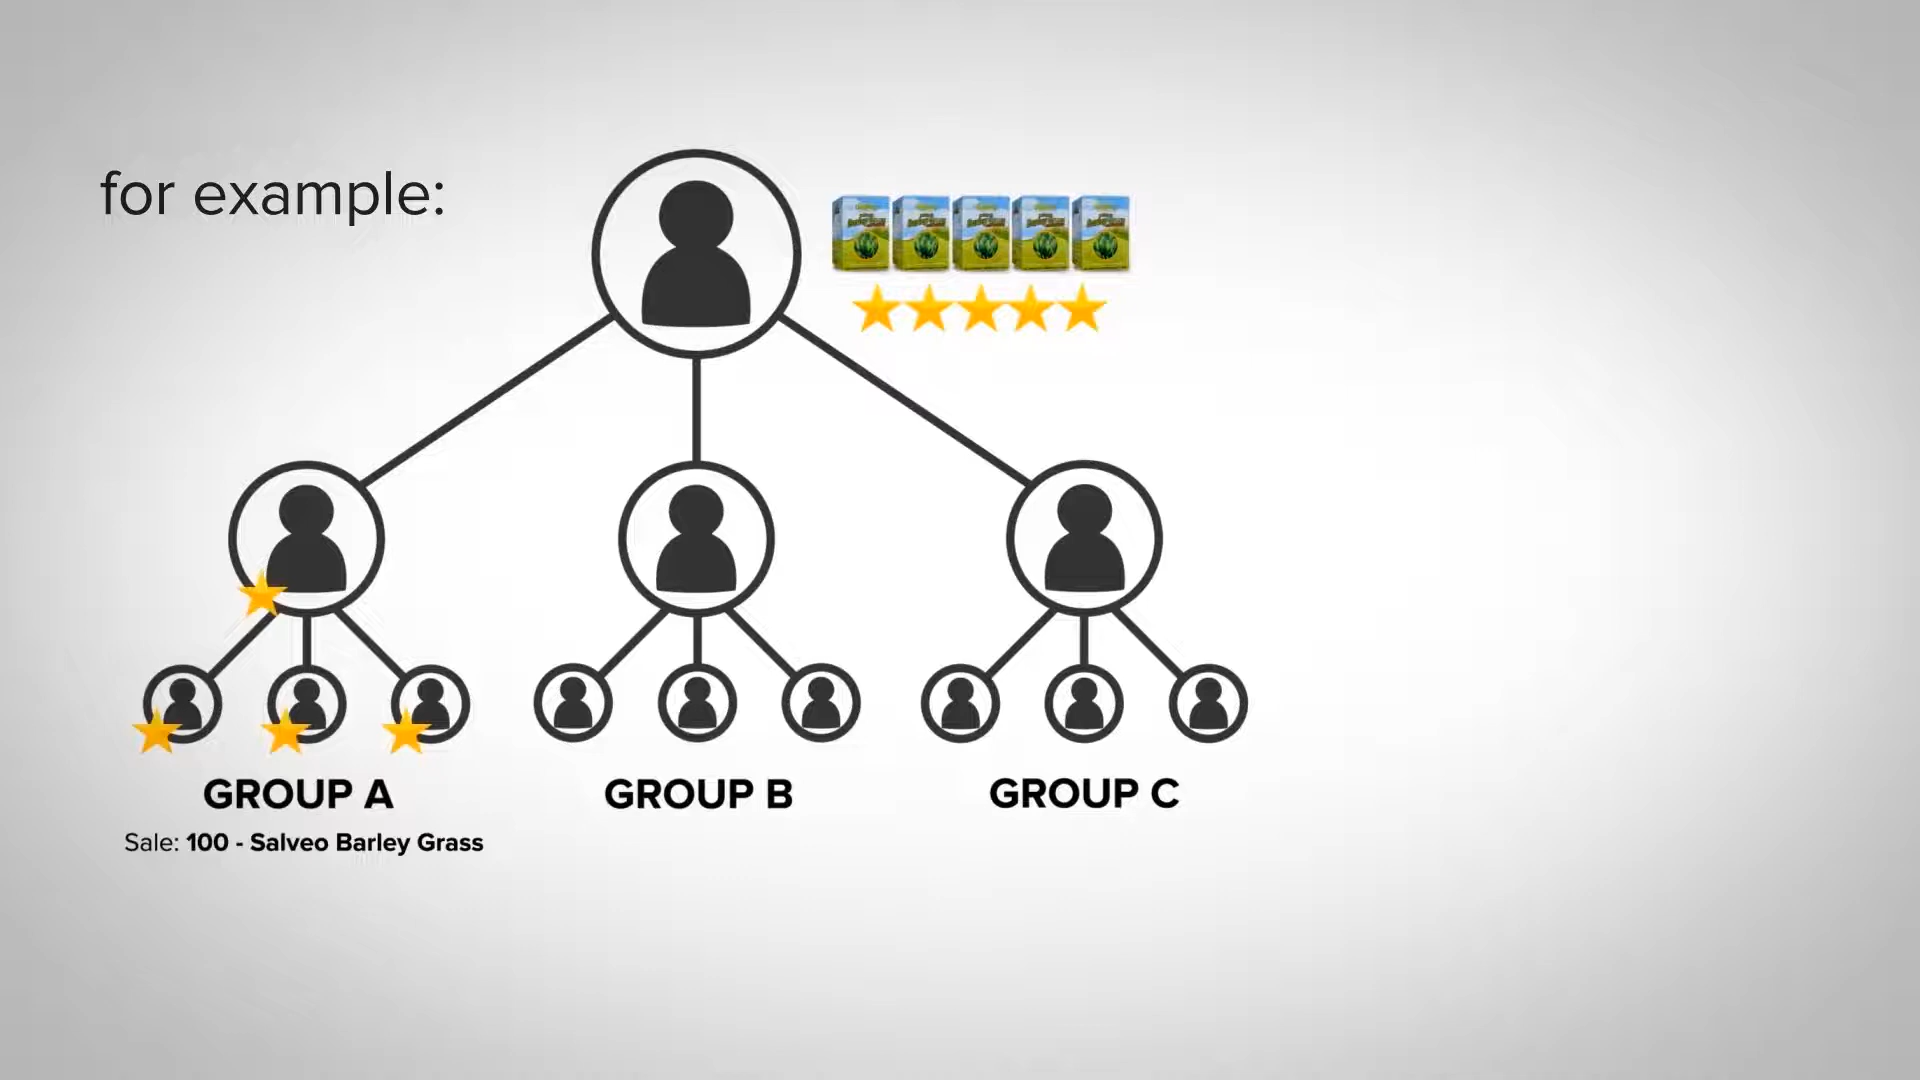 for example:
GROUP A
GROUP B
GROUP C
Sale: 100 - Salveo Barley Grass